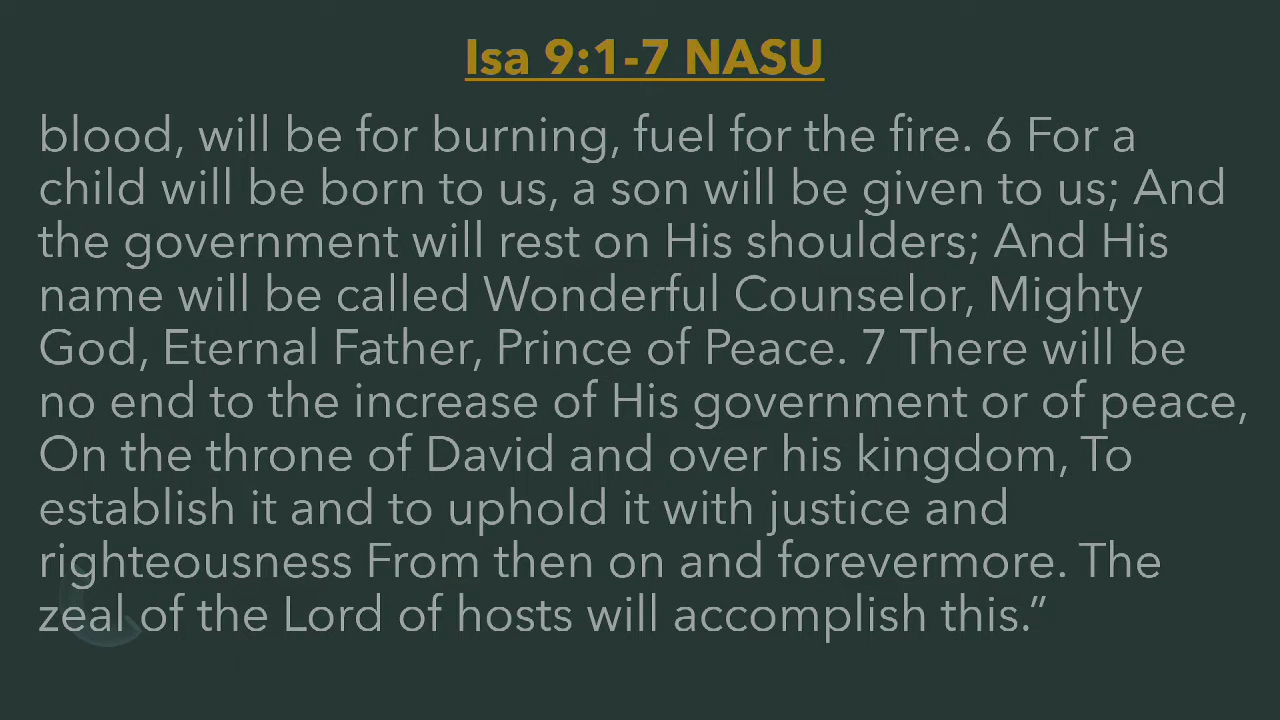 Isa 9:1-7 NASU
blood, will be for burning, fuel for the fire. 6 For a
child will be born to us, a son will be given to us; And
the government will rest on His shoulders; And His
name will be called Wonderful Counselor, Mighty
God, Eternal Father, Prince of Peace. 7 There will be
no end to the increase of His government or of peace,
On the throne of David and over his kingdom, To
establish it and to uphold it with justice and
righteousness From then on and forevermore. The
zeal of the Lord of hosts will accomplish this.”